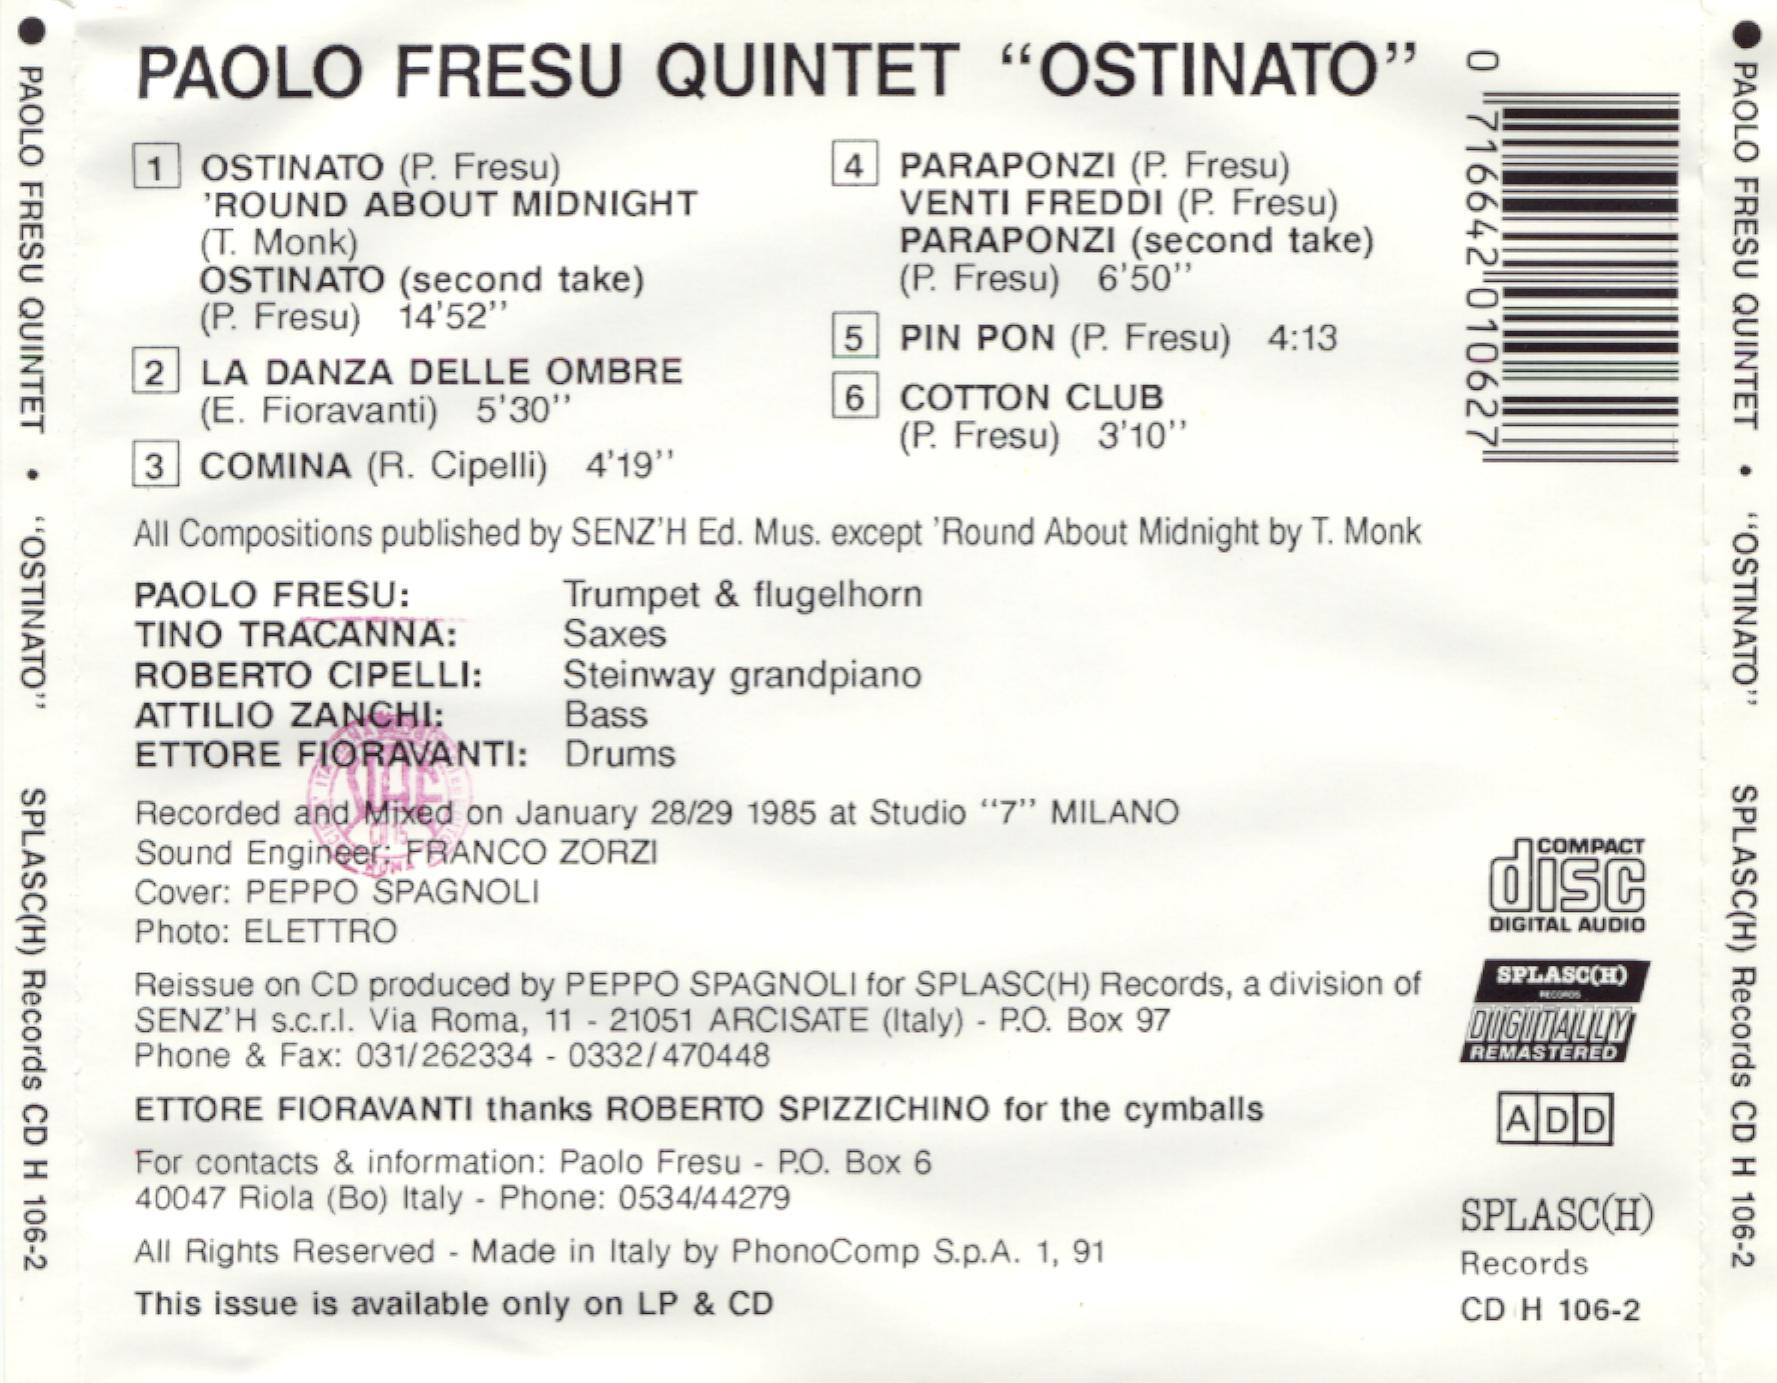 PAOLO FRESU QUINTET “OSTINATO”
1 OSTINATO (P. Fresu)
'ROUND ABOUT MIDNIGHT
(T. Monk)
OSTINATO (second take)
(P. Fresu) 14'52''
2 LA DANZA DELLE OMBRE
(E. Fioravanti) 5'30''
3 COMINA (R. Cipelli) 4'19''
4 PARAPONZI (P. Fresu)
VENTI FREDDI (P. Fresu)
PARAPONZI (second take)
(P. Fresu) 6'50''
5 PIN PON (P. Fresu) 4:13
6 COTTON CLUB
(P. Fresu) 3'10''
0 716642 010627
All Compositions published by SENZ'H Ed. Mus. except 'Round About Midnight by T. Monk
PAOLO FRESU: Trumpet & flugelhorn
TINO TRACANNA: Saxes
ROBERTO CIPELLI: Steinway grandpiano
ATTILIO ZANCHI: Bass
ETTORE FIORAVANTI: Drums
SIAE
ROMA
Recorded and Mixed on January 28/29 1985 at Studio “7” MILANO
Sound Engineer: FRANCO ZORZI
Cover: PEPPO SPAGNOLI
Photo: ELETTRO
Reissue on CD produced by PEPPO SPAGNOLI for SPLASC(H) Records, a division of
SENZ'H s.c.r.l. Via Roma, 11 - 21051 ARCISATE (Italy) - P.O. Box 97
Phone & Fax: 031/262334 - 0332/470448
ETTORE FIORAVANTI thanks ROBERTO SPIZZICHINO for the cymballs
For contacts & information: Paolo Fresu - P.O. Box 6
40047 Riola (Bo) Italy - Phone: 0534/44279
All Rights Reserved - Made in Italy by PhonoComp S.p.A. 1, 91
This issue is available only on LP & CD
COMPACT
disc
DIGITAL AUDIO
SPLASC(H)
RECORDS
DIGITALLY
REMASTERED
ADD
SPLASC(H)
Records
CD H 106-2
PAOLO FRESU QUINTET • “OSTINATO” SPLASC(H) Records CD H 106-2
PAOLO FRESU QUINTET • “OSTINATO” SPLASC(H) Records CD H 106-2